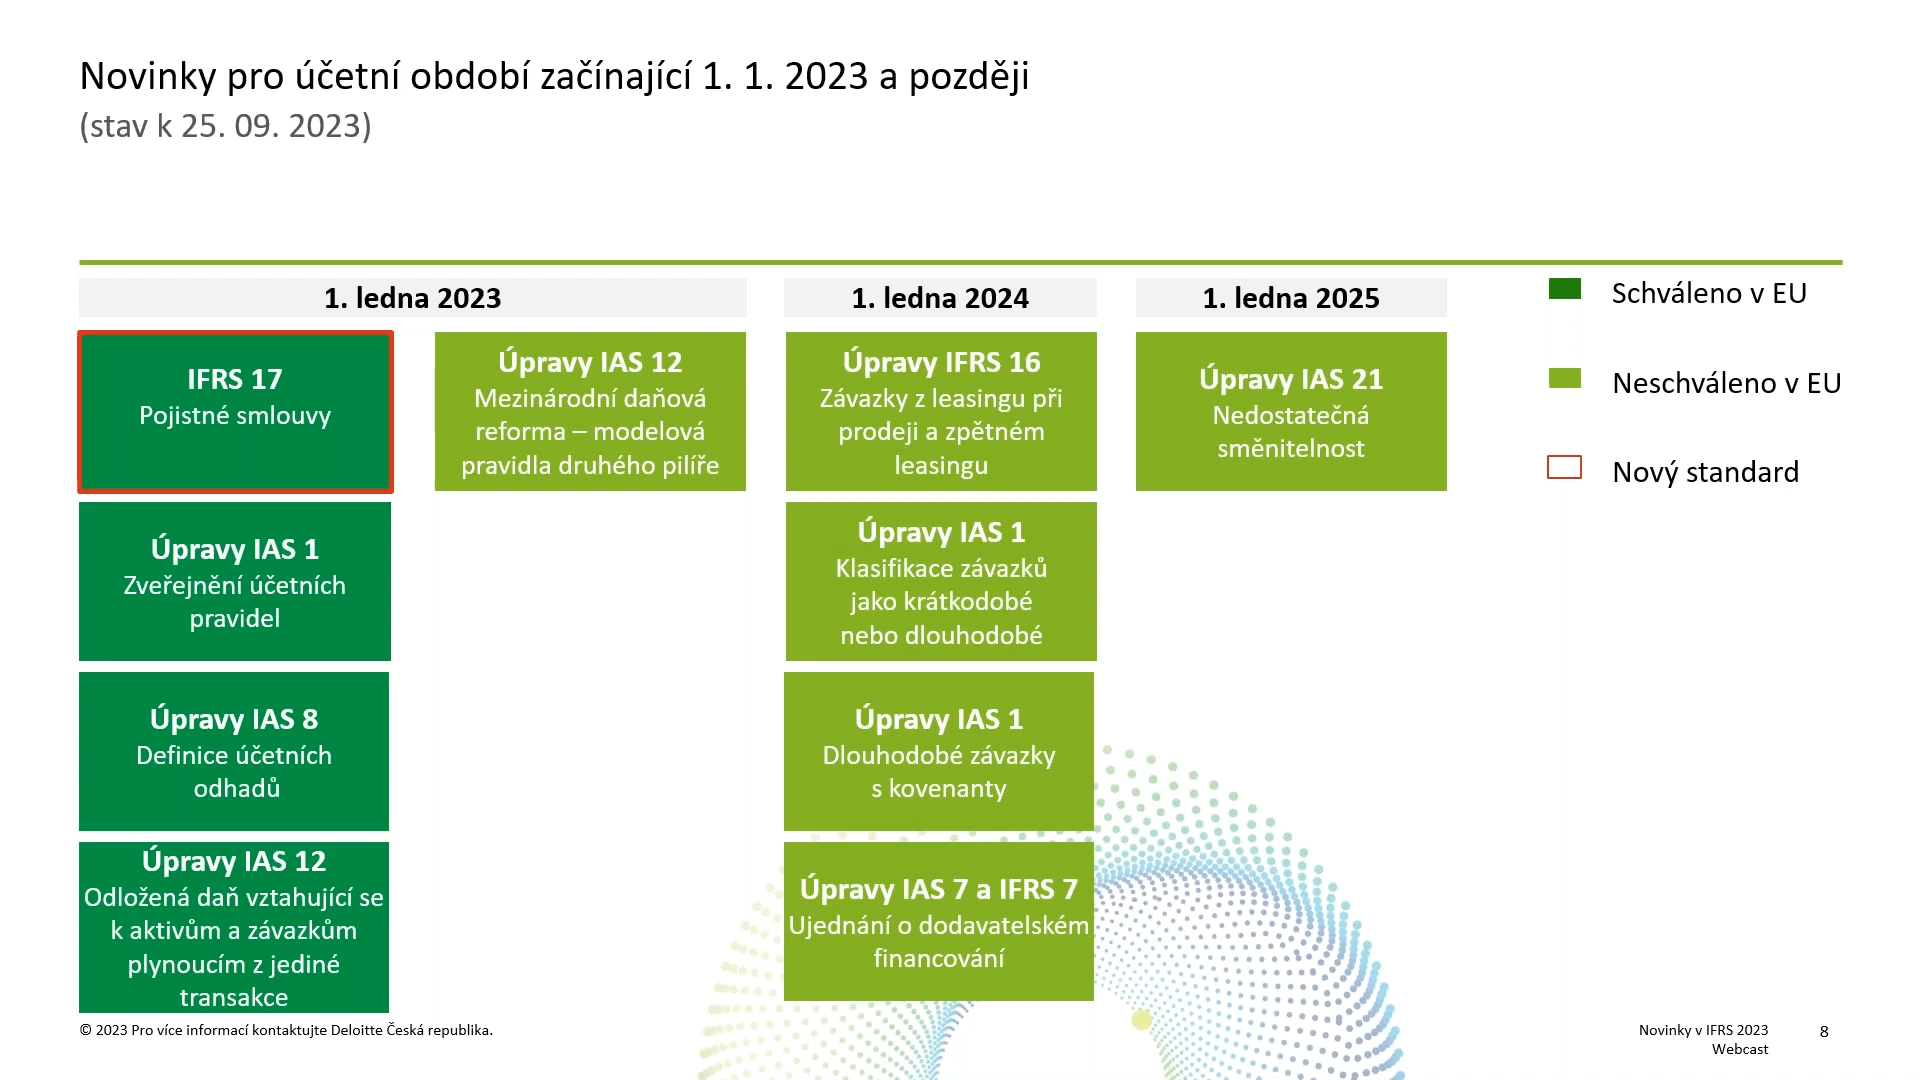 Novinky pro účetní období začínající 1. 1. 2023 a později
(stav k 25. 09. 2023)
1. ledna 2023
1. ledna 2024
1. ledna 2025
Schváleno v EU
Neschváleno v EU
Nový standard
IFRS 17
Pojistné smlouvy
Úpravy IAS 12
Mezinárodní daňová
reforma – modelová
pravidla druhého pilíře
Úpravy IFRS 16
Závazky z leasingu při
prodeji a zpětném
leasingu
Úpravy IAS 21
Nedostatečná
směnitelnost
Úpravy IAS 1
Zveřejnění účetních
pravidel
Úpravy IAS 1
Klasifikace závazků
jako krátkodobé
nebo dlouhodobé
Úpravy IAS 8
Definice účetních
odhadů
Úpravy IAS 1
Dlouhodobé závazky
s kovenanty
Úpravy IAS 12
Odložená daň vztahující se
k aktivům a závazkům
plynoucím z jediné
transakce
Úpravy IAS 7 a IFRS 7
Ujednání o dodavatelském
financování
© 2023 Pro více informací kontaktujte Deloitte Česká republika.
Novinky v IFRS 2023
Webcast
8